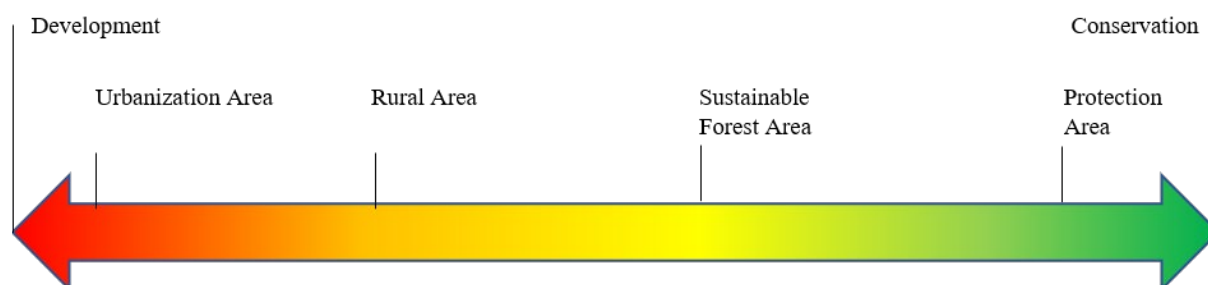 Development
Conservation
Urbanization Area
Rural Area
Sustainable
Forest Area
Protection
Area